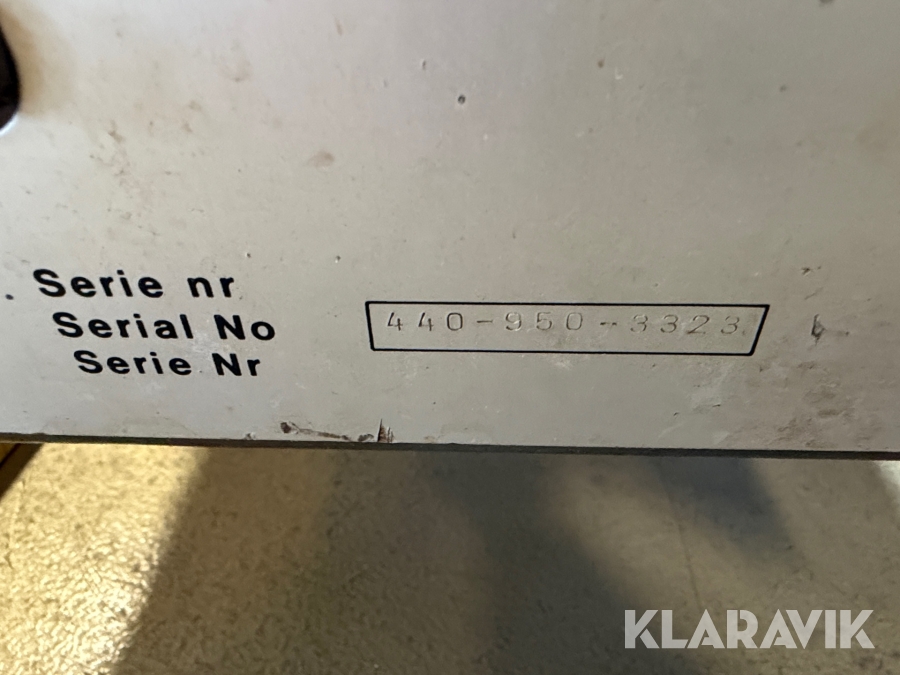 Serie nr
Serial No
Serie Nr
440-950-3323
KLARAVIK